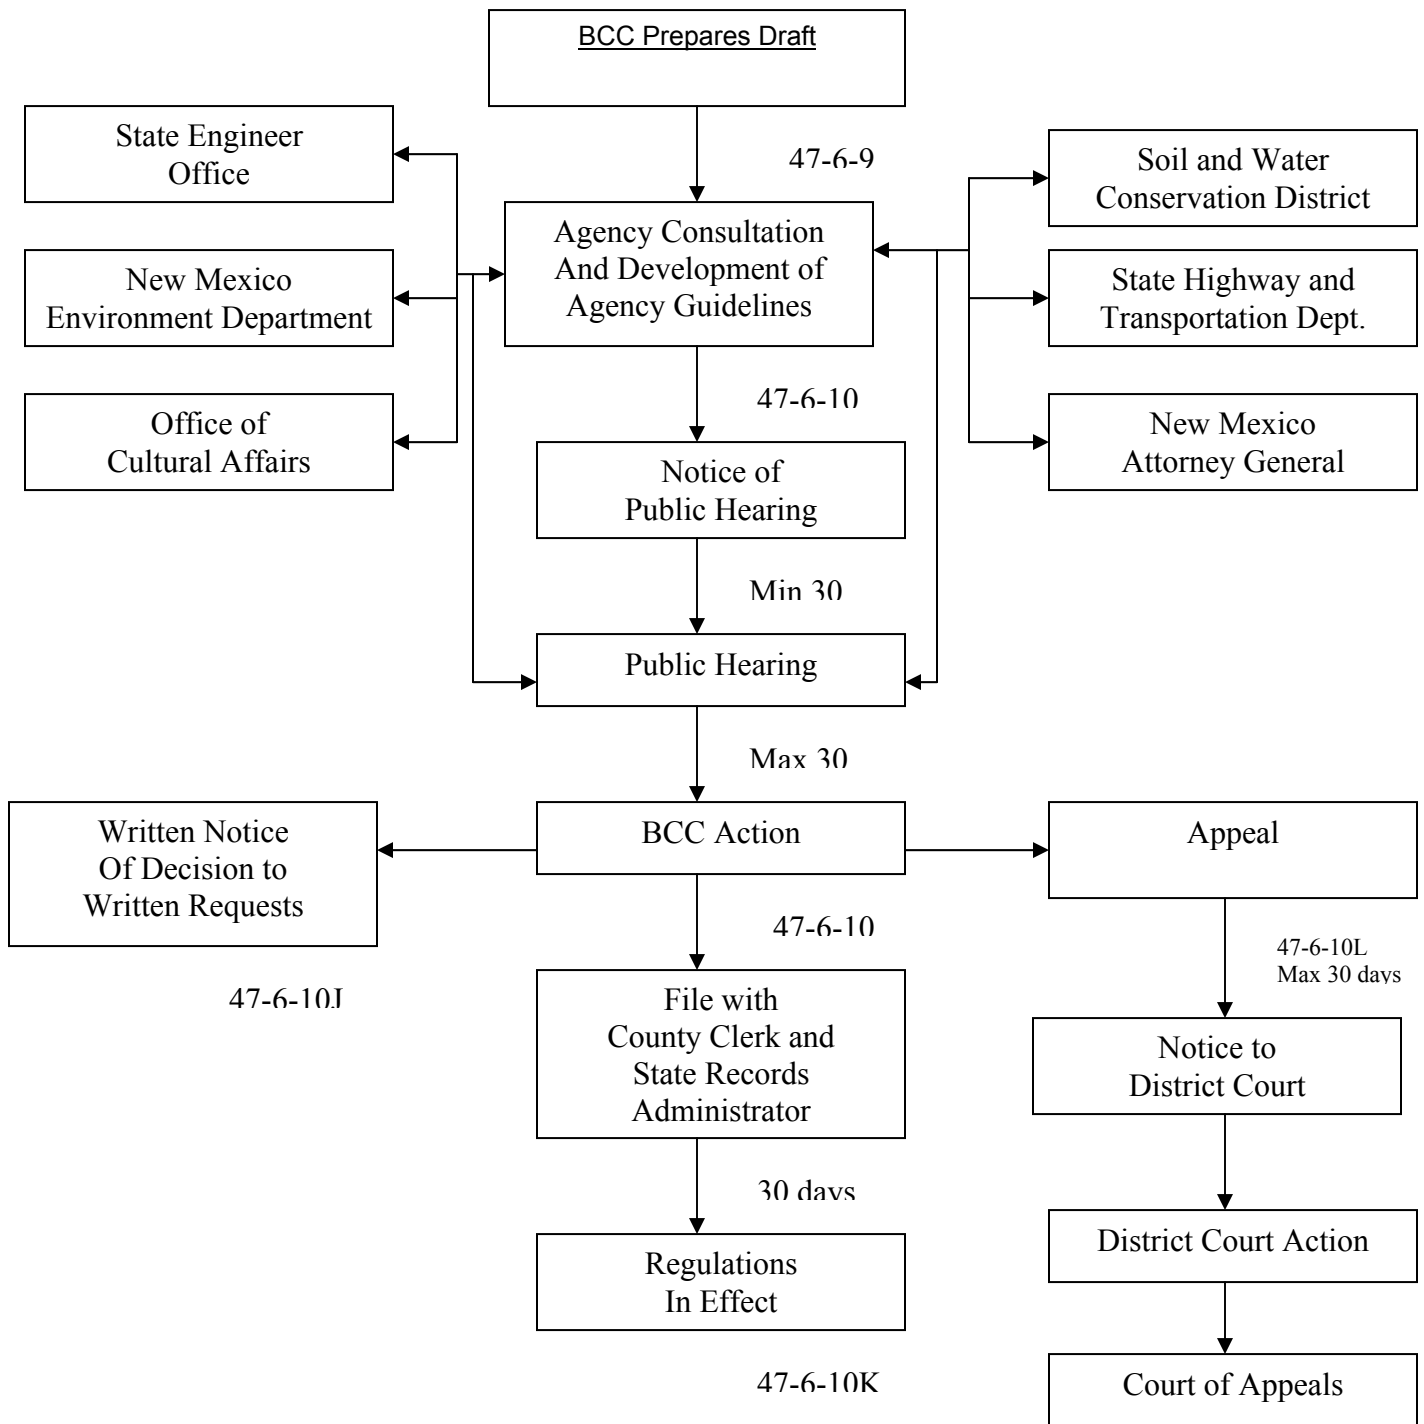 BCC Prepares Draft
47-6-9
State Engineer
Office
Soil and Water
Conservation District
Agency Consultation
And Development of
Agency Guidelines
New Mexico
Environment Department
State Highway and
Transportation Dept.
47-6-10
Office of
Cultural Affairs
New Mexico
Attorney General
Notice of
Public Hearing
Min 30
Public Hearing
Max 30
Written Notice
Of Decision to
Written Requests
BCC Action
Appeal
47-6-10
47-6-10L
Max 30 days
47-6-10J
File with
County Clerk and
State Records
Administrator
Notice to
District Court
30 days
District Court Action
Regulations
In Effect
47-6-10K
Court of Appeals